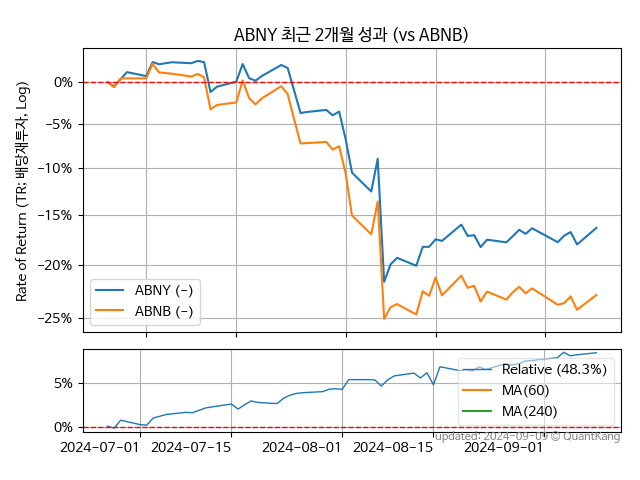 ABNY 최근 2개월 성과 (vs ABNB)
Rate of Return (TR: 배당재투자, Log)
0%
−5%
−10%
−15%
−20%
−25%
ABNY (-)
ABNB (-)
5%
0%
Relative (48.3%)
MA(60)
MA(240)
updated: 2024-09-09 © QuantKang
2024-07-01
2024-07-15
2024-08-01
2024-08-15
2024-09-01